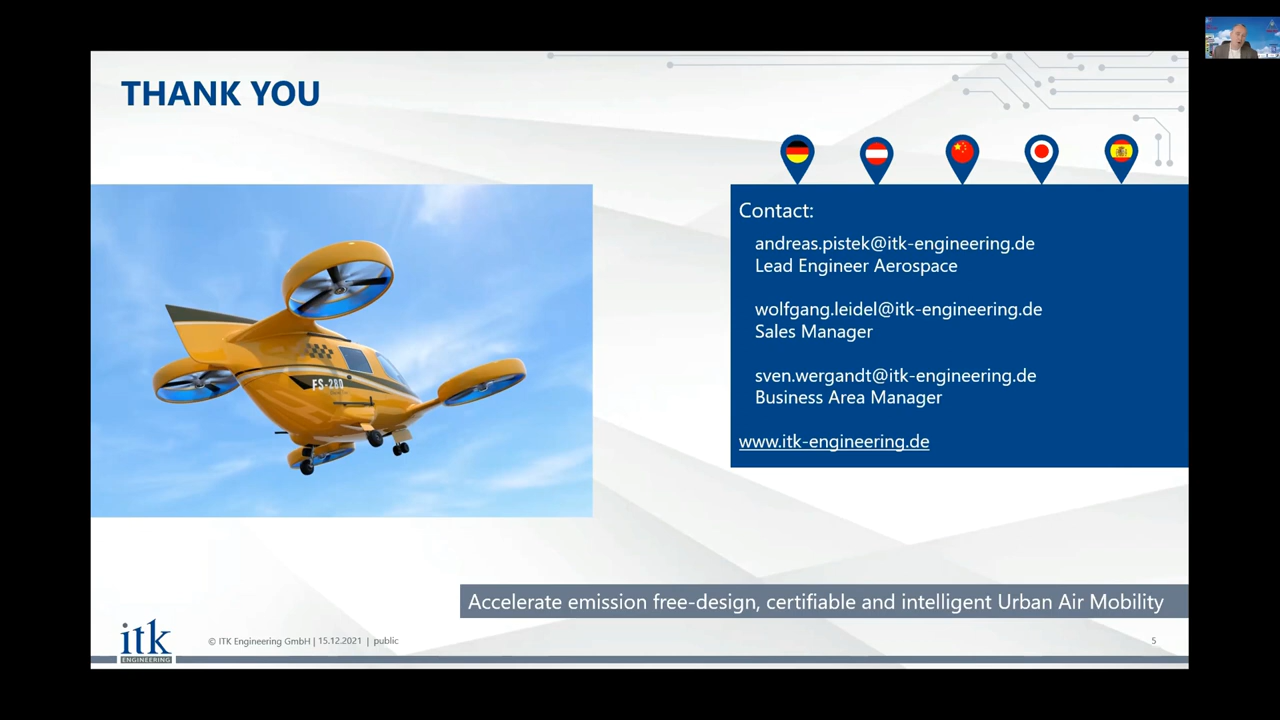 THANK YOU
FS-280
Contact:
andreas.pistek@itk-engineering.de
Lead Engineer Aerospace
wolfgang.leidel@itk-engineering.de
Sales Manager
sven.wergandt@itk-engineering.de
Business Area Manager
www.itk-engineering.de
Accelerate emission free-design, certifiable and intelligent Urban Air Mobility
itk
ENGINEERING
© ITK Engineering GmbH | 15.12.2021 | public
5